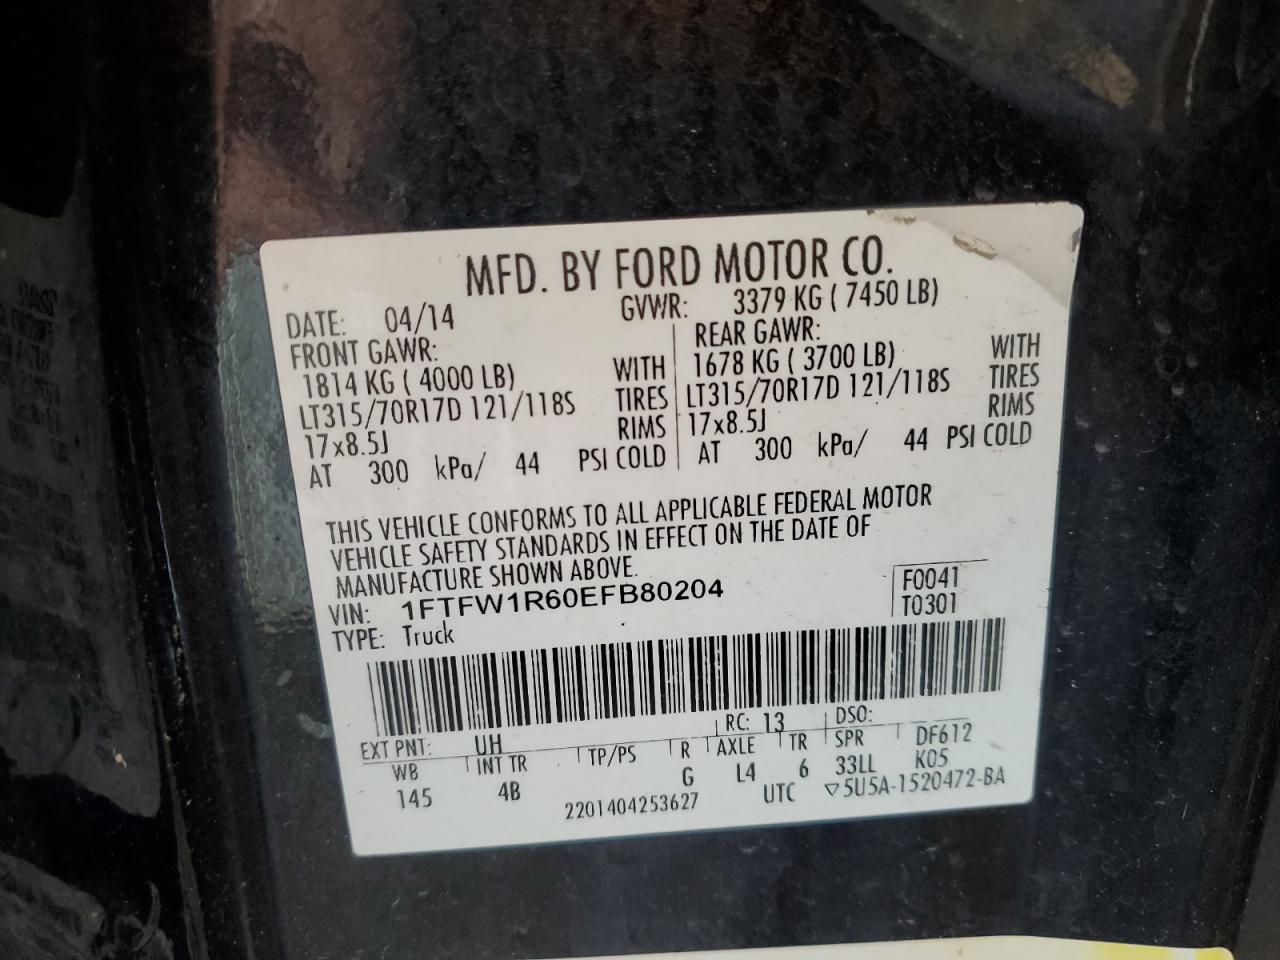 MFD. BY FORD MOTOR CO.
DATE: 04/14 GVWR: 3379 KG ( 7450 LB)
FRONT GAWR: REAR GAWR:
1814 KG ( 4000 LB) WITH 1678 KG ( 3700 LB) WITH
LT315/70R17D 121/118S TIRES LT315/70R17D 121/118S TIRES
17x8.5J RIMS 17x8.5J RIMS
AT 300 kPa/ 44 PSI COLD AT 300 kPa/ 44 PSI COLD
THIS VEHICLE CONFORMS TO ALL APPLICABLE FEDERAL MOTOR
VEHICLE SAFETY STANDARDS IN EFFECT ON THE DATE OF
MANUFACTURE SHOWN ABOVE.
VIN: 1FTFW1R60EFB80204 F0041
TYPE: Truck T0301
EXT PNT: UH RC: 13 DSO:
WB INT TR TP/PS R AXLE TR SPR DF612
145 4B G L4 6 33LL K05
2201404253627 UTC ▽5U5A-1520472-BA